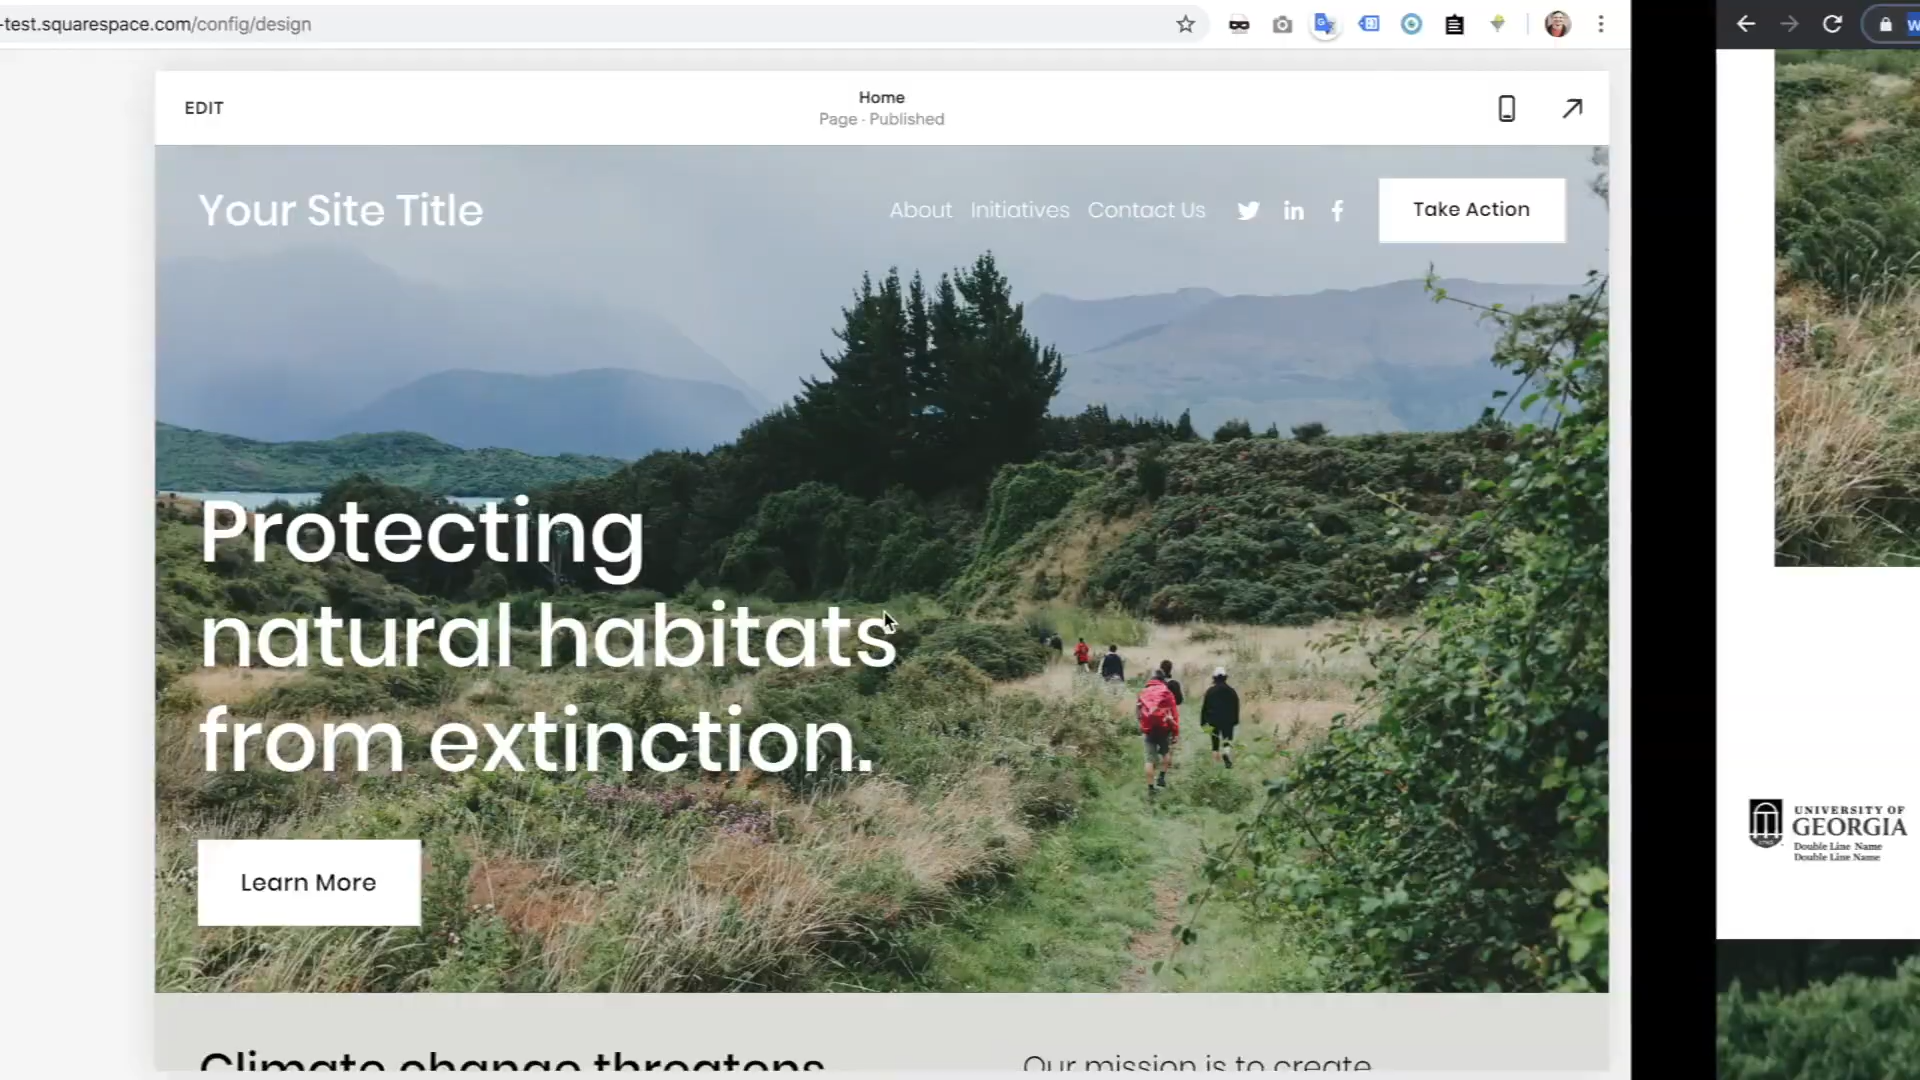 -test.squarespace.com/config/design
EDIT
Home
Page · Published
Your Site Title
About
Initiatives
Contact Us
Take Action
Protecting
natural habitats
from extinction.
Learn More
Climate change threatens
Our mission is to create
UNIVERSITY OF
GEORGIA
Double Line Name
Double Line Name